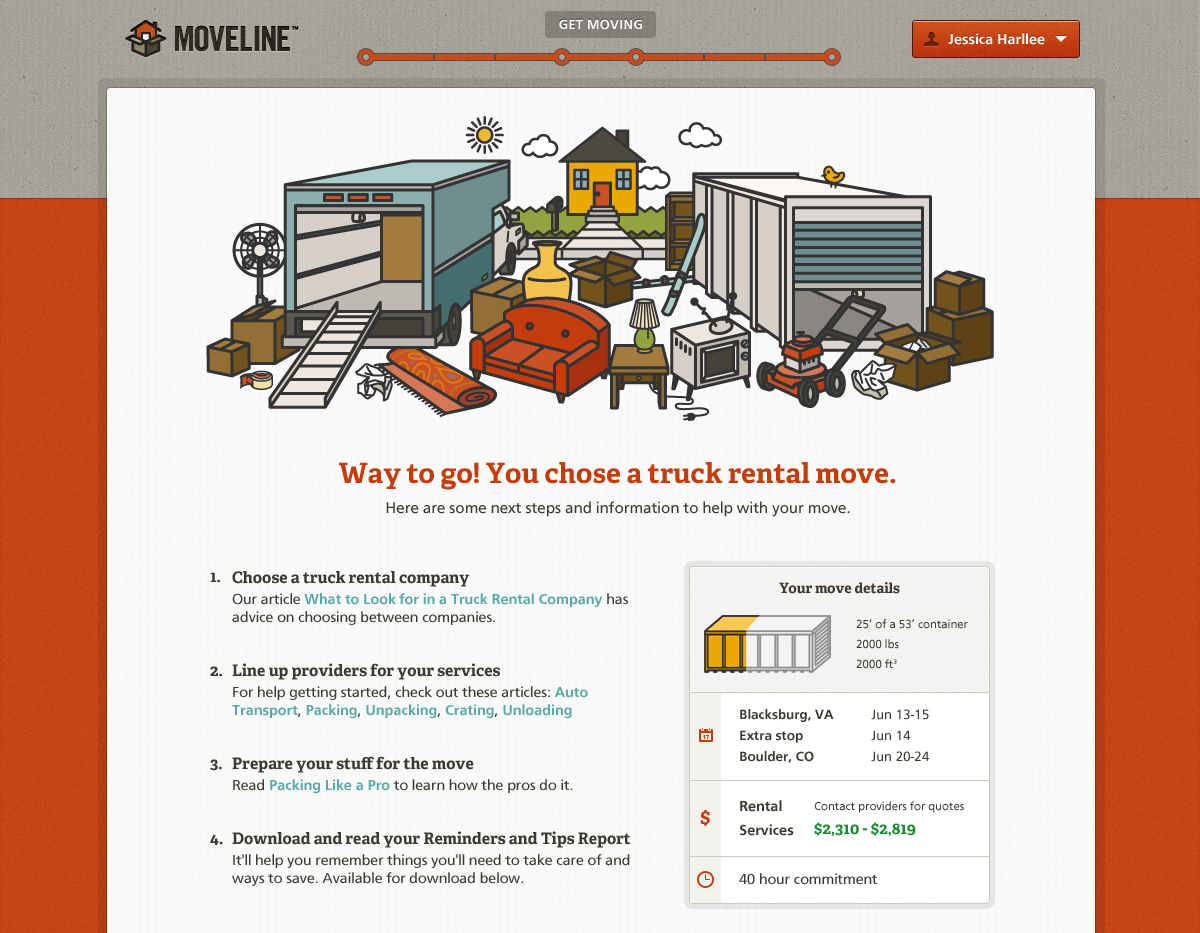 MOVELINE™
GET MOVING
Jessica Harllee
Way to go! You chose a truck rental move.
Here are some next steps and information to help with your move.
1. Choose a truck rental company
Our article What to Look for in a Truck Rental Company has
advice on choosing between companies.
2. Line up providers for your services
For help getting started, check out these articles: Auto
Transport, Packing, Unpacking, Crating, Unloading
3. Prepare your stuff for the move
Read Packing Like a Pro to learn how the pros do it.
4. Download and read your Reminders and Tips Report
It'll help you remember things you'll need to take care of and
ways to save. Available for download below.
Your move details
25’ of a 53’ container
2000 lbs
2000 ft³
Blacksburg, VA Jun 13-15
17 Extra stop Jun 14
Boulder, CO Jun 20-24
Rental Contact providers for quotes
$
Services $2,310 - $2,819
40 hour commitment